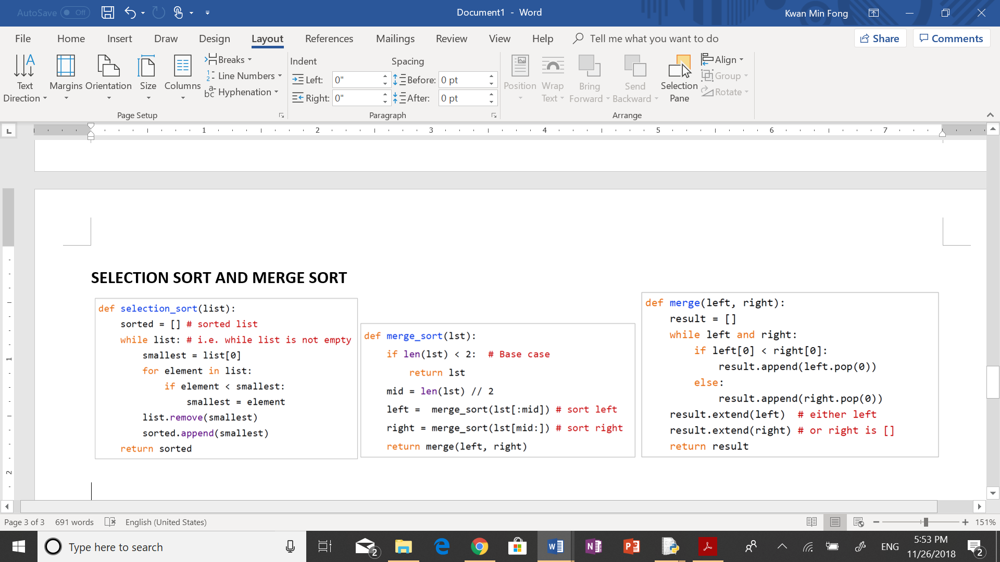 AutoSave Off
Document1 - Word
Kwan Min Fong
File Home Insert Draw Design Layout References Mailings Review View Help Tell me what you want to do Share Comments
Text Direction
Margins
Orientation
Size
Columns
Breaks
Line Numbers
Hyphenation
Page Setup
Indent
Left: 0"
Right: 0"
Spacing
Before: 0 pt
After: 0 pt
Paragraph
Position
Wrap Text
Bring Forward
Send Backward
Selection Pane
Align
Group
Rotate
Arrange
1 2 3 4 5 6 7
SELECTION SORT AND MERGE SORT
def selection_sort(list):
    sorted = [] # sorted list
    while list: # i.e. while list is not empty
        smallest = list[0]
        for element in list:
            if element < smallest:
                smallest = element
        list.remove(smallest)
        sorted.append(smallest)
    return sorted
def merge_sort(lst):
    if len(lst) < 2:  # Base case
        return lst
    mid = len(lst) // 2
    left =  merge_sort(lst[:mid]) # sort left
    right = merge_sort(lst[mid:]) # sort right
    return merge(left, right)
def merge(left, right):
    result = []
    while left and right:
        if left[0] < right[0]:
            result.append(left.pop(0))
        else:
            result.append(right.pop(0))
    result.extend(left)  # either left
    result.extend(right) # or right is []
    return result
1
2
Page 3 of 3 691 words English (United States) 151%
Type here to search
2
ENG
5:53 PM
11/26/2018
2